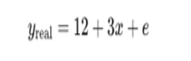 y_real = 12 + 3x + e